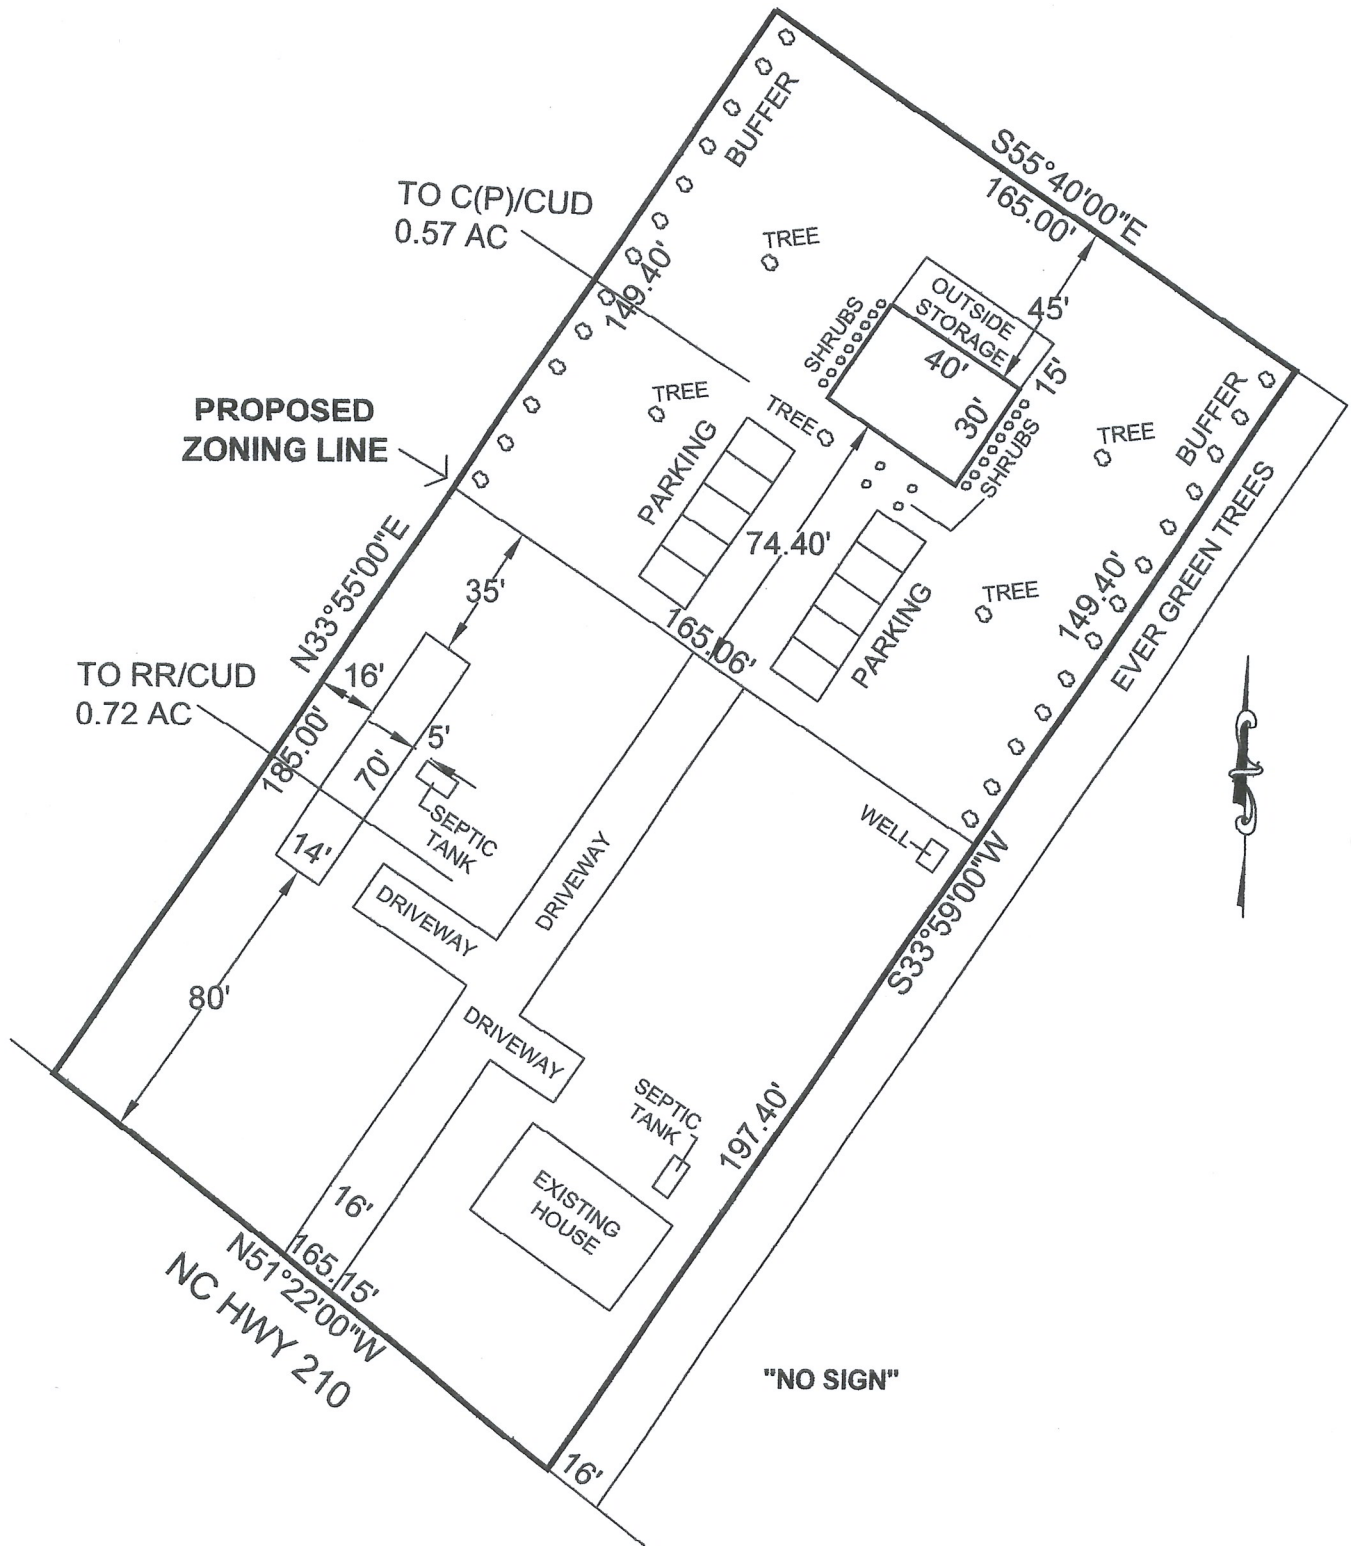 BUFFER
S55°40'00"E
165.00'
TO C(P)/CUD
0.57 AC
TREE
149.40'
OUTSIDE
STORAGE
45'
SHRUBS
40'
15'
30'
TREE
TREE
PROPOSED
ZONING LINE
PARKING
SHRUBS
TREE
BUFFER
EVER GREEN TREES
74.40'
N33°55'00"E
35'
165.06'
PARKING
TREE
149.40'
TO RR/CUD
0.72 AC
16'
185.00'
70'
5'
SEPTIC
TANK
14'
DRIVEWAY
DRIVEWAY
WELL
S33°59'00"W
80'
DRIVEWAY
SEPTIC
TANK
197.40'
EXISTING
HOUSE
16'
165.15'
N51°22'00"W
NC HWY 210
"NO SIGN"
16'